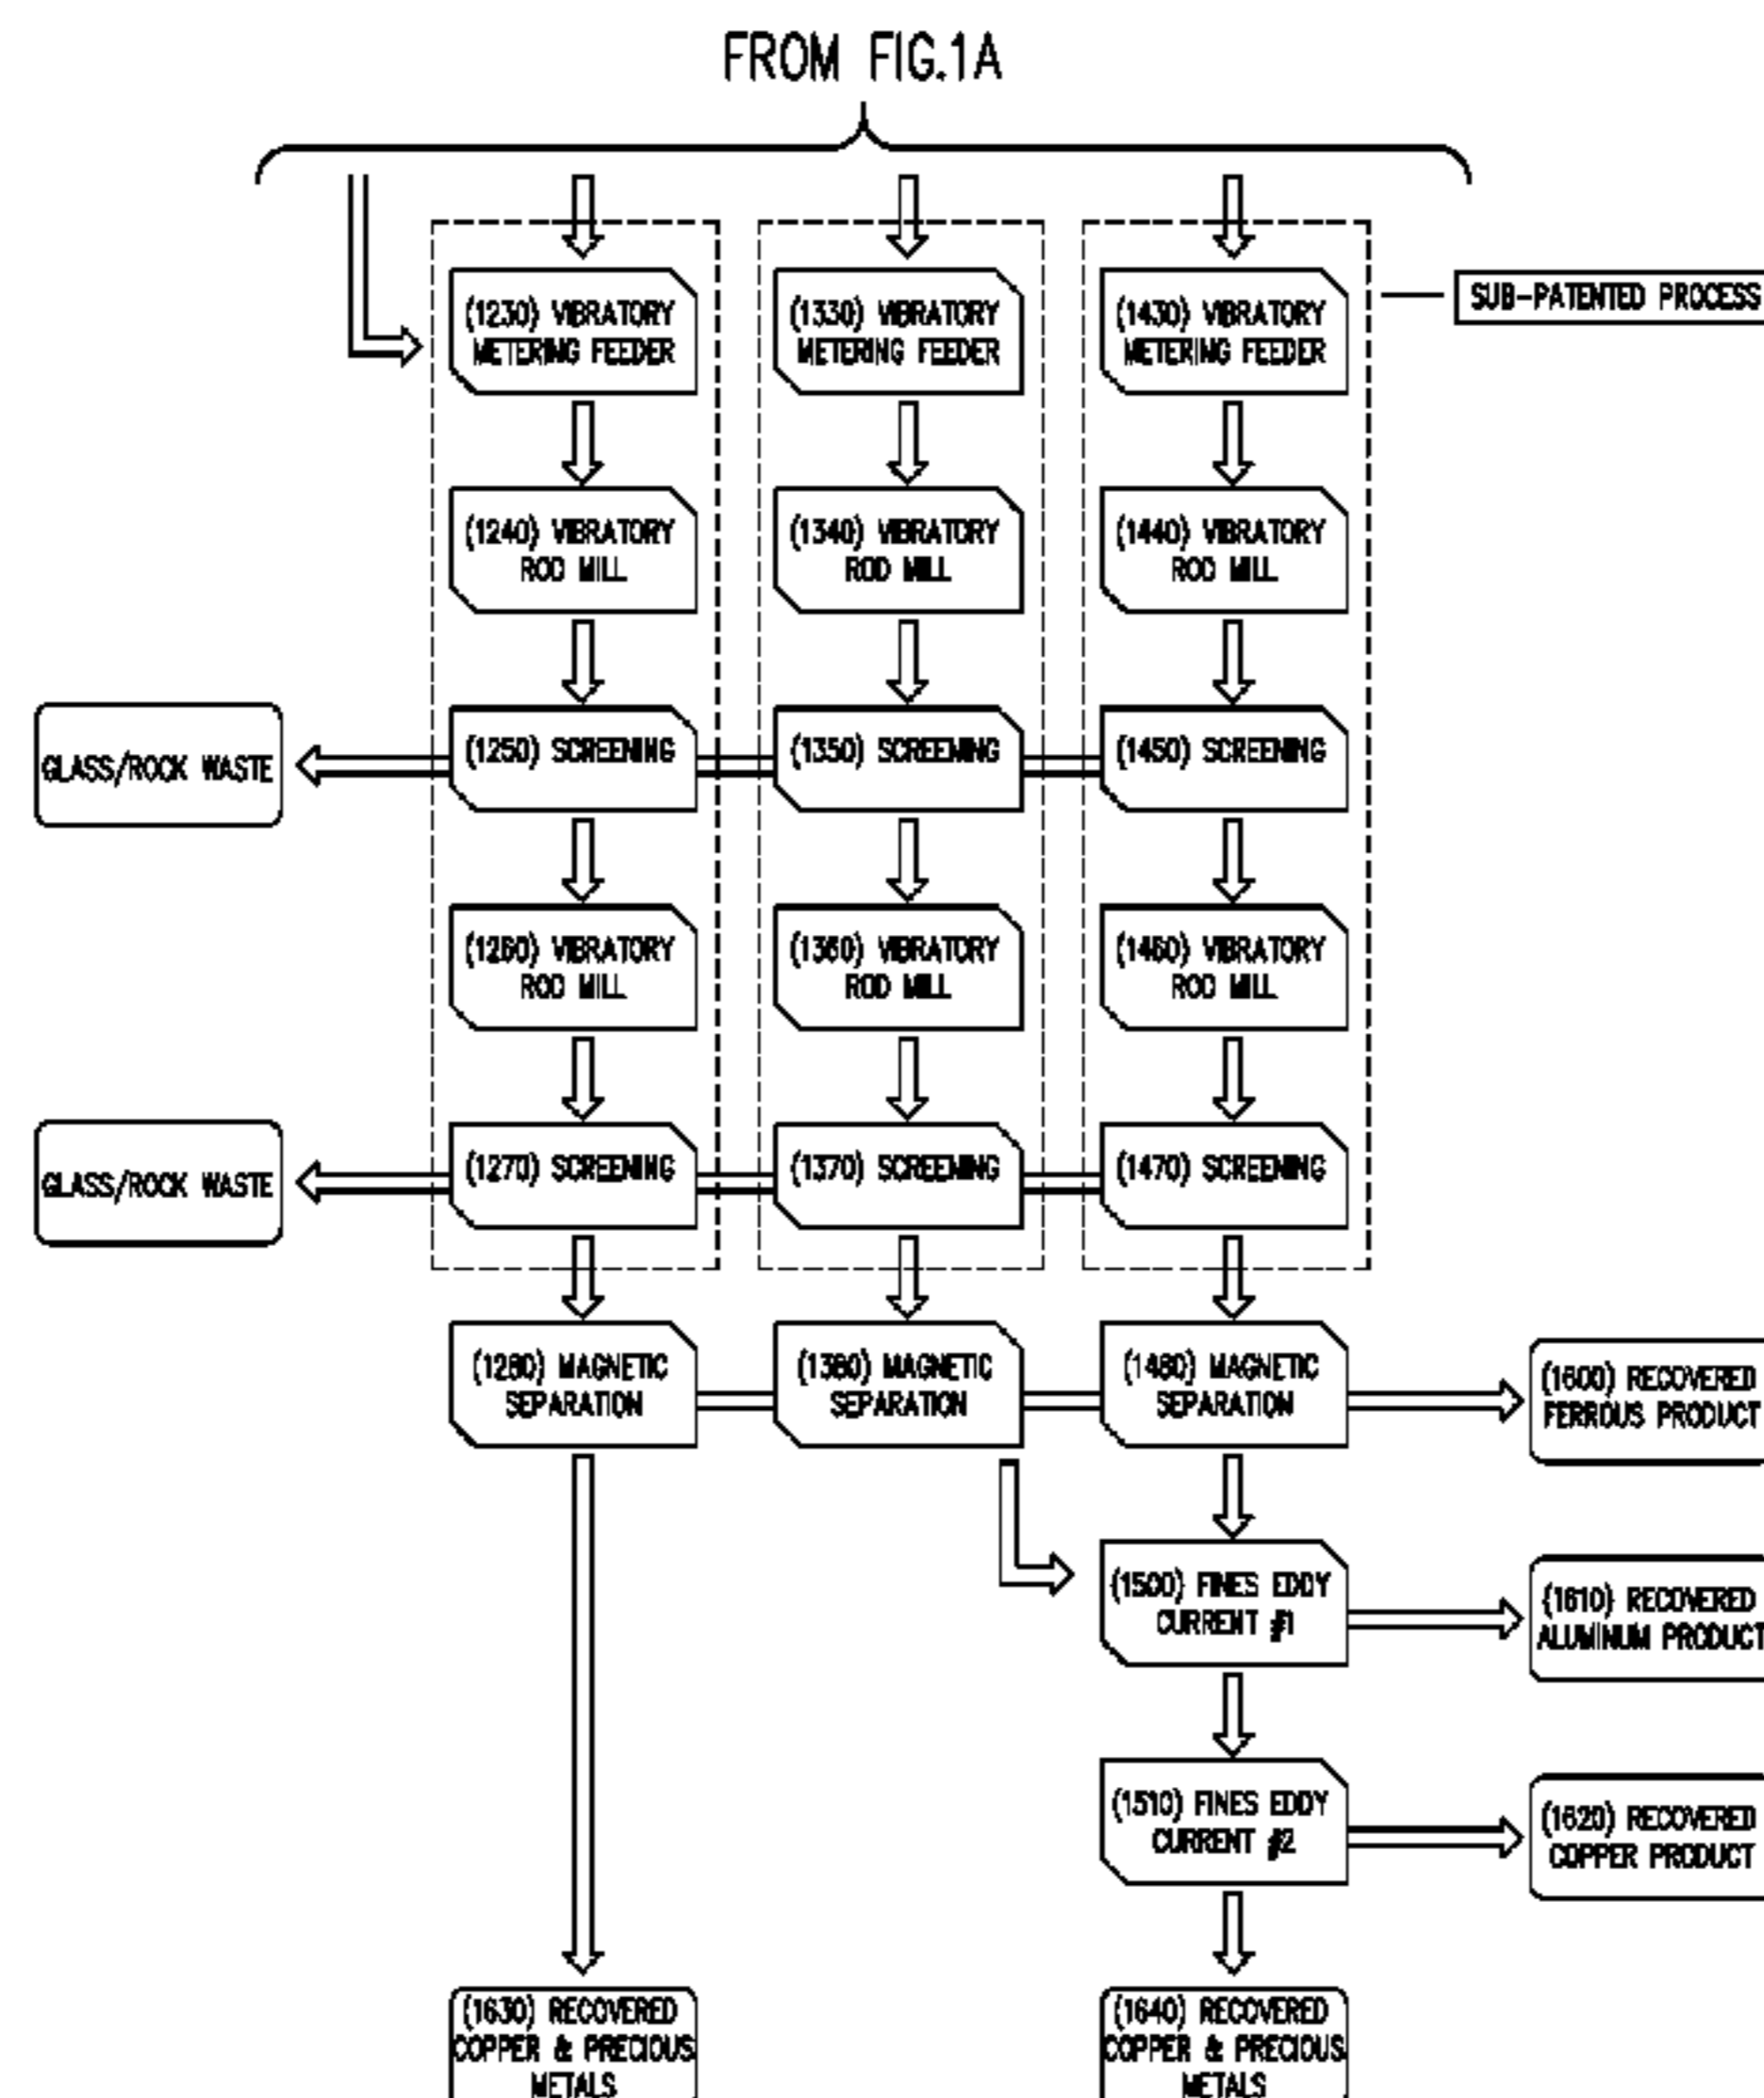 FROM FIG.1A
(1230) VIBRATORY
METERING FEEDER
(1330) VIBRATORY
METERING FEEDER
(1430) VIBRATORY
METERING FEEDER
SUB-PATENTED PROCESS
(1240) VIBRATORY
ROD MILL
(1340) VIBRATORY
ROD MILL
(1440) VIBRATORY
ROD MILL
GLASS/ROCK WASTE
(1250) SCREENING
(1350) SCREENING
(1450) SCREENING
(1260) VIBRATORY
ROD MILL
(1360) VIBRATORY
ROD MILL
(1460) VIBRATORY
ROD MILL
GLASS/ROCK WASTE
(1270) SCREENING
(1370) SCREENING
(1470) SCREENING
(1280) MAGNETIC
SEPARATION
(1380) MAGNETIC
SEPARATION
(1480) MAGNETIC
SEPARATION
(1600) RECOVERED
FERROUS PRODUCT
(1500) FINES EDDY
CURRENT #1
(1610) RECOVERED
ALUMINUM PRODUCT
(1510) FINES EDDY
CURRENT #2
(1620) RECOVERED
COPPER PRODUCT
(1630) RECOVERED
COPPER & PRECIOUS
METALS
(1640) RECOVERED
COPPER & PRECIOUS
METALS